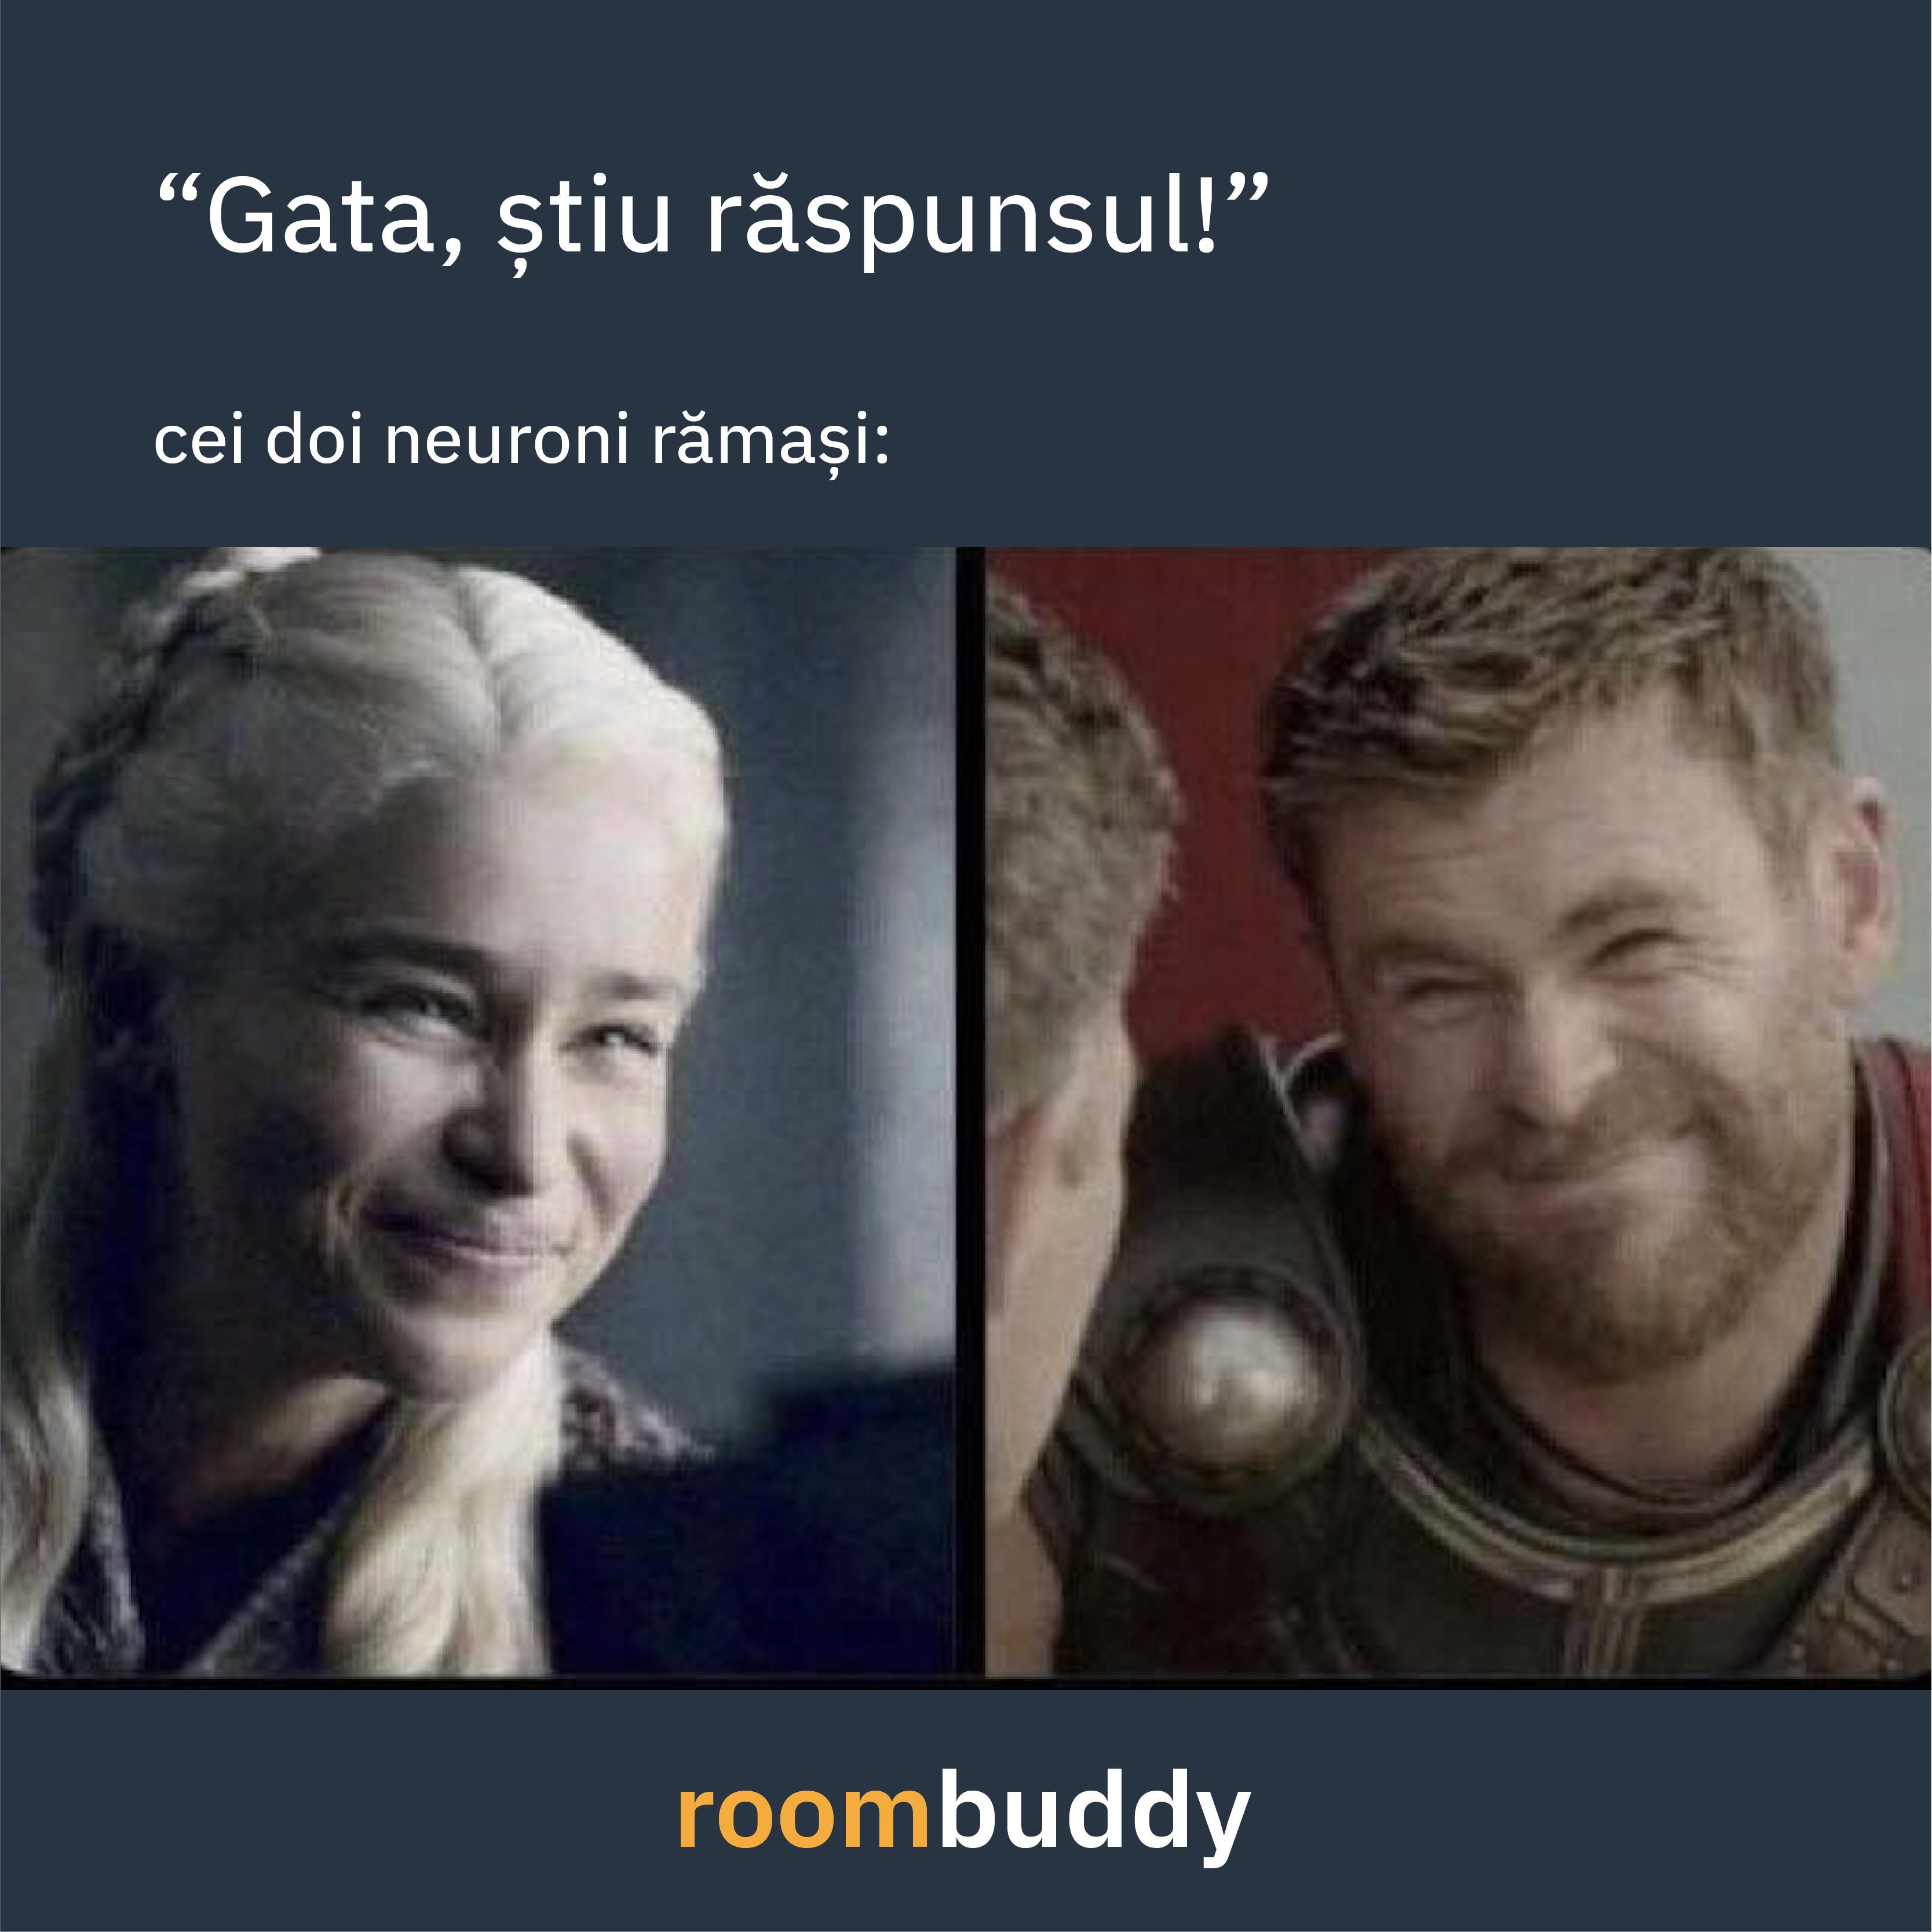 “Gata, știu răspunsul!”
cei doi neuroni rămași:
roombuddy